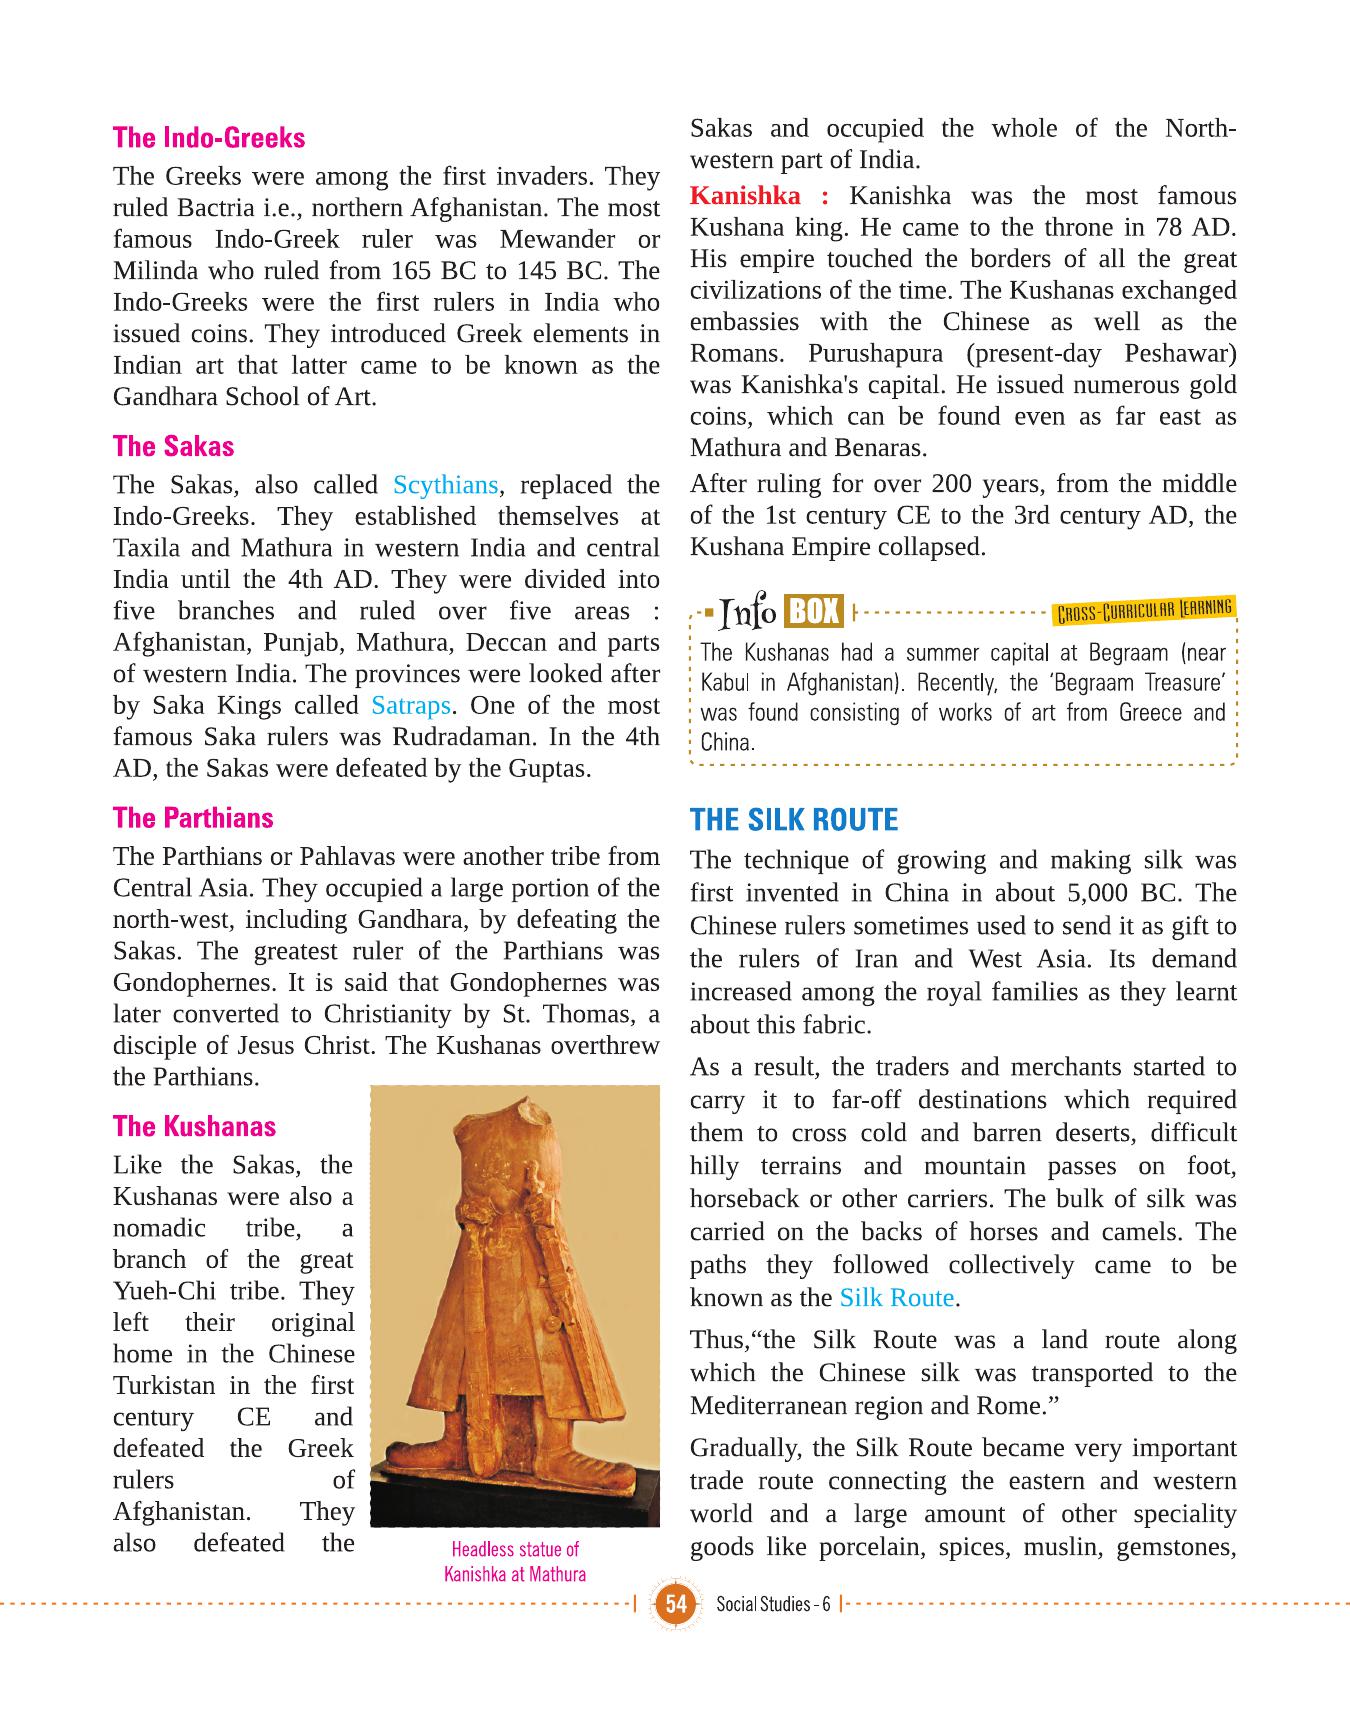 The Indo-Greeks
The Greeks were among the first invaders. They
ruled Bactria i.e., northern Afghanistan. The most
famous Indo-Greek ruler was Mewander or
Milinda who ruled from 165 BC to 145 BC. The
Indo-Greeks were the first rulers in India who
issued coins. They introduced Greek elements in
Indian art that latter came to be known as the
Gandhara School of Art.
The Sakas
The Sakas, also called Scythians, replaced the
Indo-Greeks. They established themselves at
Taxila and Mathura in western India and central
India until the 4th AD. They were divided into
five branches and ruled over five areas :
Afghanistan, Punjab, Mathura, Deccan and parts
of western India. The provinces were looked after
by Saka Kings called Satraps. One of the most
famous Saka rulers was Rudradaman. In the 4th
AD, the Sakas were defeated by the Guptas.
The Parthians
The Parthians or Pahlavas were another tribe from
Central Asia. They occupied a large portion of the
north-west, including Gandhara, by defeating the
Sakas. The greatest ruler of the Parthians was
Gondophernes. It is said that Gondophernes was
later converted to Christianity by St. Thomas, a
disciple of Jesus Christ. The Kushanas overthrew
the Parthians.
The Kushanas
Like the Sakas, the
Kushanas were also a
nomadic tribe, a
branch of the great
Yueh-Chi tribe. They
left their original
home in the Chinese
Turkistan in the first
century CE and
defeated the Greek
rulers of
Afghanistan. They
also defeated the
Headless statue of
Kanishka at Mathura
Sakas and occupied the whole of the North-
western part of India.
Kanishka : Kanishka was the most famous
Kushana king. He came to the throne in 78 AD.
His empire touched the borders of all the great
civilizations of the time. The Kushanas exchanged
embassies with the Chinese as well as the
Romans. Purushapura (present-day Peshawar)
was Kanishka's capital. He issued numerous gold
coins, which can be found even as far east as
Mathura and Benaras.
After ruling for over 200 years, from the middle
of the 1st century CE to the 3rd century AD, the
Kushana Empire collapsed.
Info BOX CROSS-CURRICULAR LEARNING
The Kushanas had a summer capital at Begraam (near
Kabul in Afghanistan). Recently, the ‘Begraam Treasure’
was found consisting of works of art from Greece and
China.
THE SILK ROUTE
The technique of growing and making silk was
first invented in China in about 5,000 BC. The
Chinese rulers sometimes used to send it as gift to
the rulers of Iran and West Asia. Its demand
increased among the royal families as they learnt
about this fabric.
As a result, the traders and merchants started to
carry it to far-off destinations which required
them to cross cold and barren deserts, difficult
hilly terrains and mountain passes on foot,
horseback or other carriers. The bulk of silk was
carried on the backs of horses and camels. The
paths they followed collectively came to be
known as the Silk Route.
Thus,“the Silk Route was a land route along
which the Chinese silk was transported to the
Mediterranean region and Rome.”
Gradually, the Silk Route became very important
trade route connecting the eastern and western
world and a large amount of other speciality
goods like porcelain, spices, muslin, gemstones,
54 Social Studies - 6